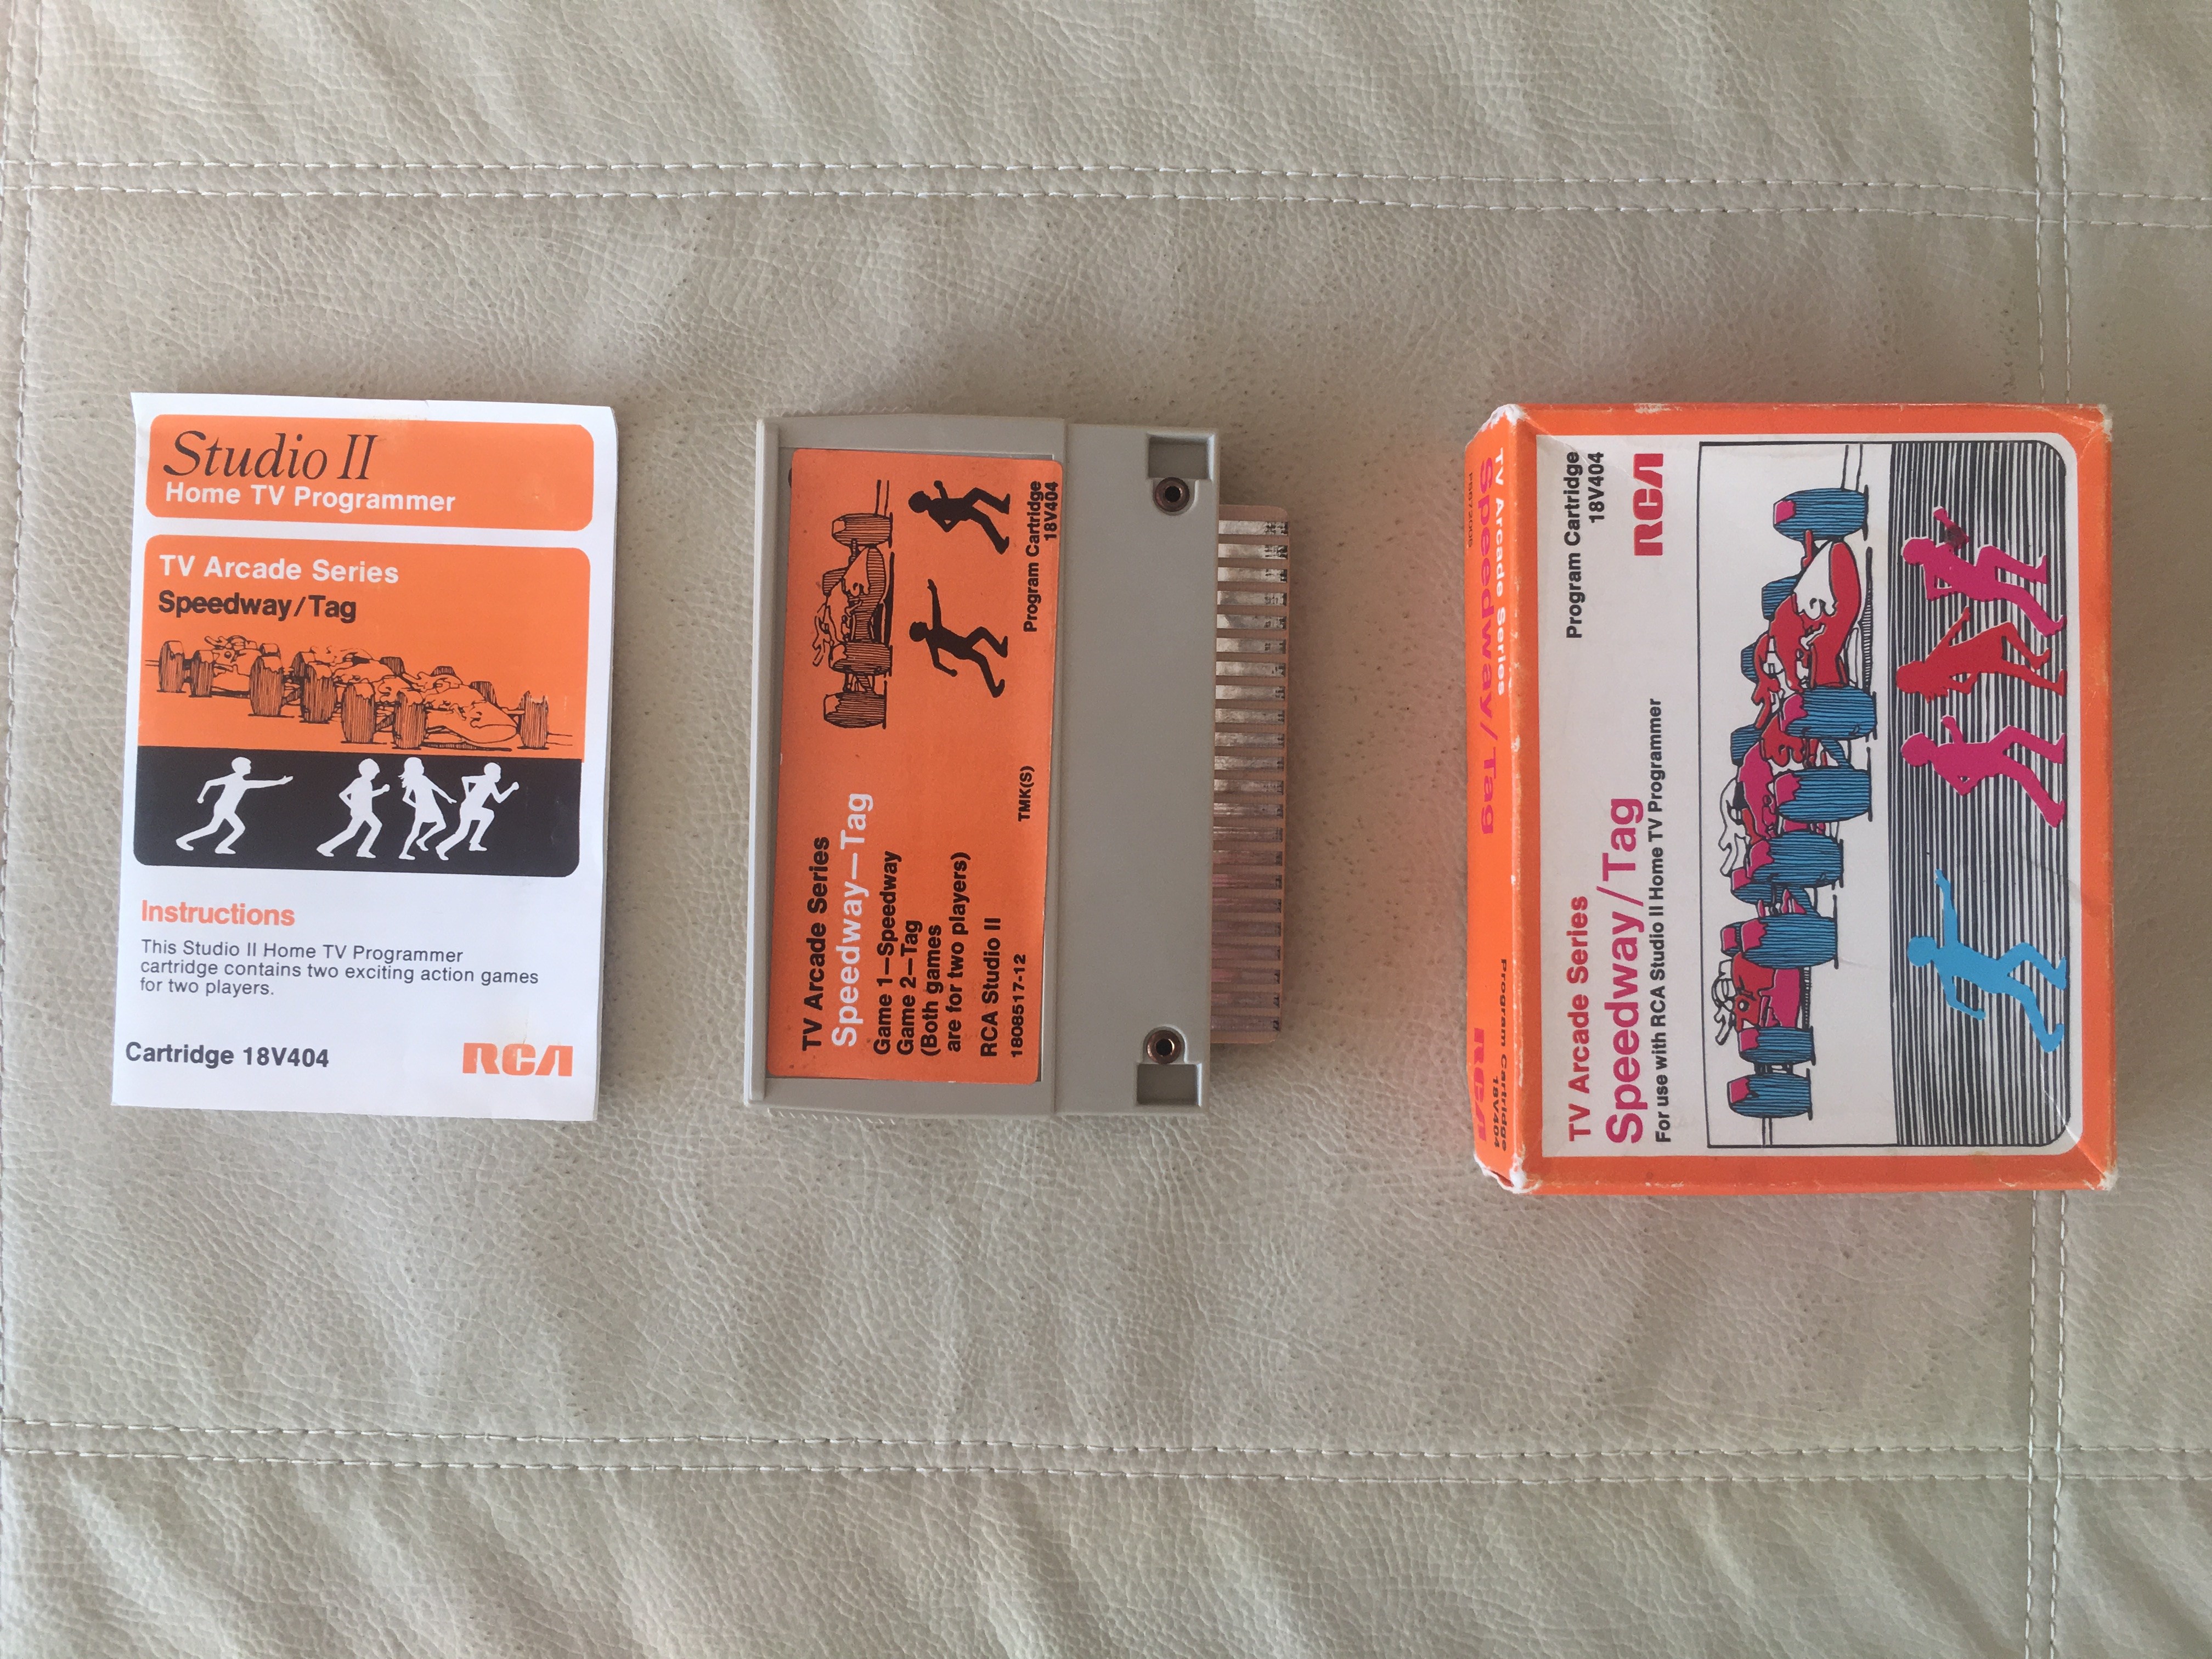 Studio II
Home TV Programmer
TV Arcade Series
Speedway/Tag
Instructions
This Studio II Home TV Programmer
cartridge contains two exciting action games
for two players.
Cartridge 18V404
RCA
TV Arcade Series
Speedway—Tag
Game 1—Speedway
Game 2—Tag
(Both games
are for two players)
RCA Studio II
1808517-12
TMK(S)
Program Cartridge
18V404
TV Arcade Series
Speedway/Tag
Program Cartridge
18V404
RCA
TV Arcade Series
Speedway/Tag
For use with RCA Studio II Home TV Programmer
Program Cartridge
18V404
RCA